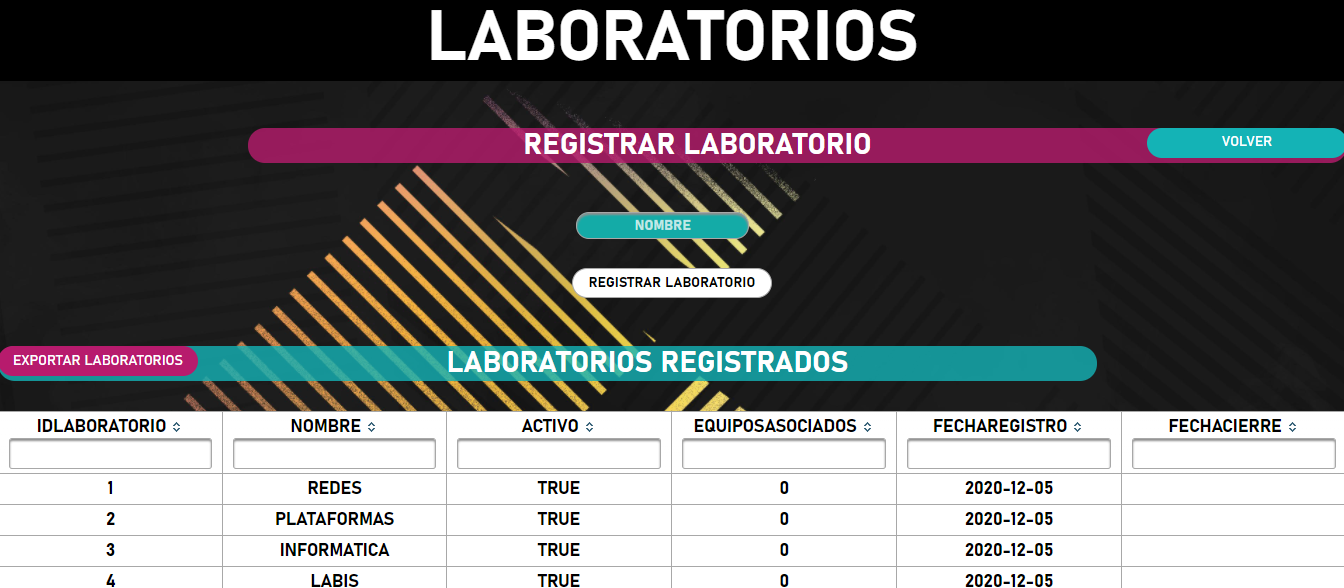 LABORATORIOS
REGISTRAR LABORATORIO
VOLVER
NOMBRE
REGISTRAR LABORATORIO
EXPORTAR LABORATORIOS
LABORATORIOS REGISTRADOS
IDLABORATORIO NOMBRE ACTIVO EQUIPOSASOCIADOS FECHAREGISTRO FECHACIERRE
1 REDES TRUE 0 2020-12-05
2 PLATAFORMAS TRUE 0 2020-12-05
3 INFORMATICA TRUE 0 2020-12-05
4 LABIS TRUE 0 2020-12-05